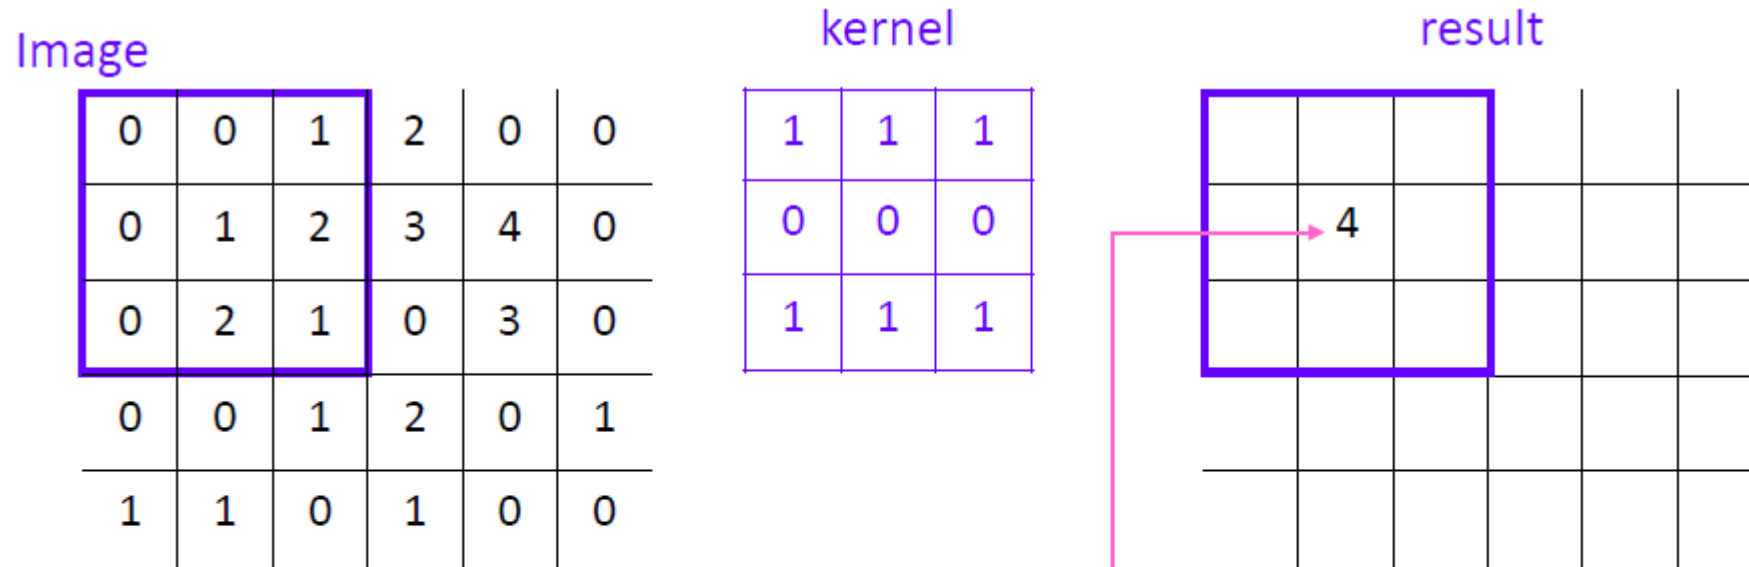 Image
kernel
result
0 0 1 2 0 0
0 1 2 3 4 0
0 2 1 0 3 0
0 0 1 2 0 1
1 1 0 1 0 0
1 1 1
0 0 0
1 1 1
4